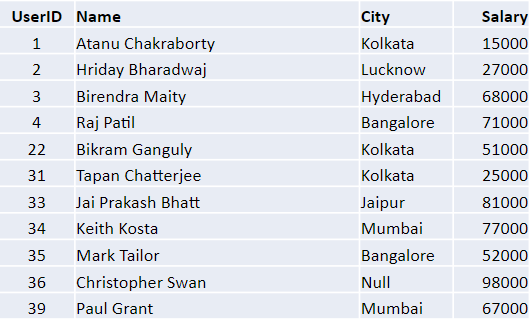 UserID Name City Salary
1 Atanu Chakraborty Kolkata 15000
2 Hriday Bharadwaj Lucknow 27000
3 Birendra Maity Hyderabad 68000
4 Raj Patil Bangalore 71000
22 Bikram Ganguly Kolkata 51000
31 Tapan Chatterjee Kolkata 25000
33 Jai Prakash Bhatt Jaipur 81000
34 Keith Kosta Mumbai 77000
35 Mark Tailor Bangalore 52000
36 Christopher Swan Null 98000
39 Paul Grant Mumbai 67000